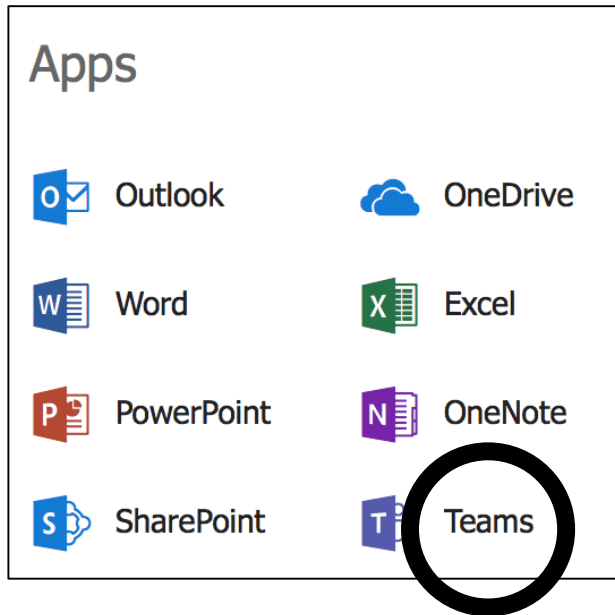 Apps
Outlook OneDrive
Word Excel
PowerPoint OneNote
SharePoint Teams